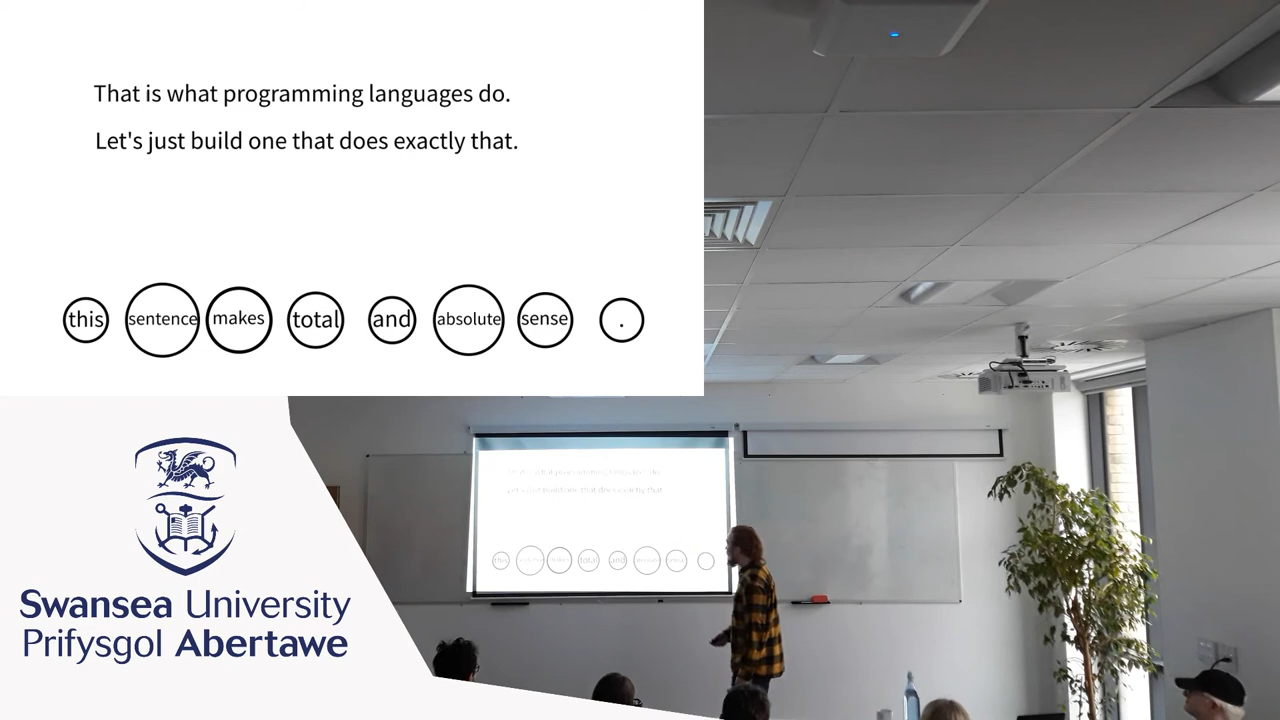 That is what programming languages do.
Let's just build one that does exactly that.
this sentence makes total and absolute sense .
Swansea University
Prifysgol Abertawe